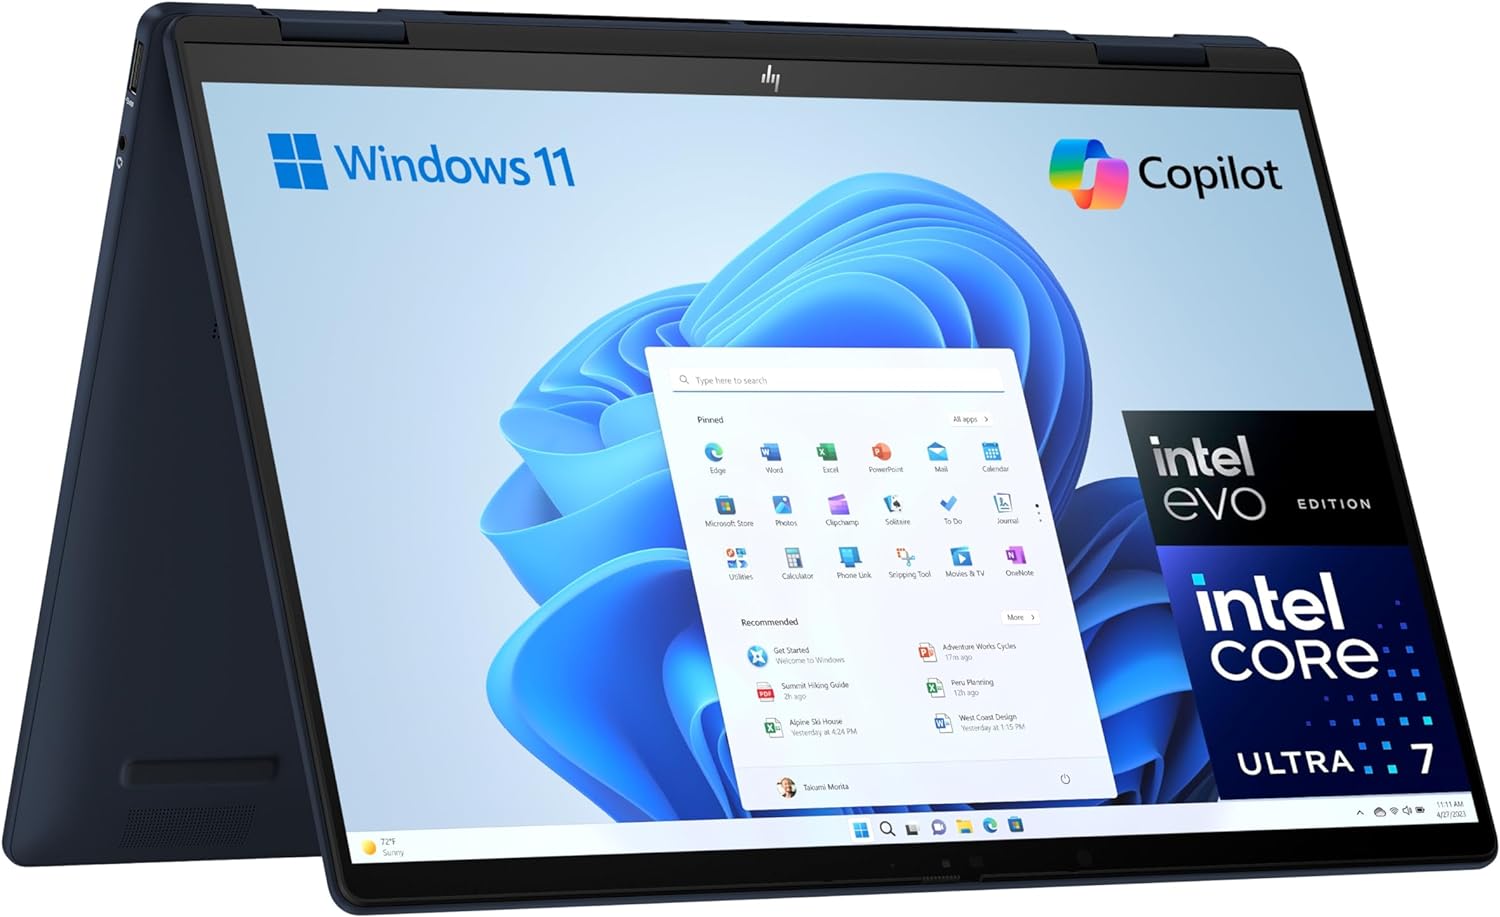 hp
Windows 11
Copilot
Type here to search
Pinned
All apps >
Edge
Word
Excel
PowerPoint
Mail
Calendar
Microsoft Store
Photos
Clipchamp
Solitaire
To Do
Journal
Utilities
Calculator
Phone Link
Snipping Tool
Movies & TV
OneNote
Recommended
More >
Get Started
Welcome to Windows
Adventure Works Cycles
17m ago
Summit Hiking Guide
2h ago
Peru Planning
12h ago
Alpine Ski House
Yesterday at 4:24 PM
West Coast Design
Yesterday at 1:15 PM
Takumi Morita
intel
evo EDITION
intel
CORE
ULTRA 7
72°F
Sunny
11:11 AM
4/27/2023